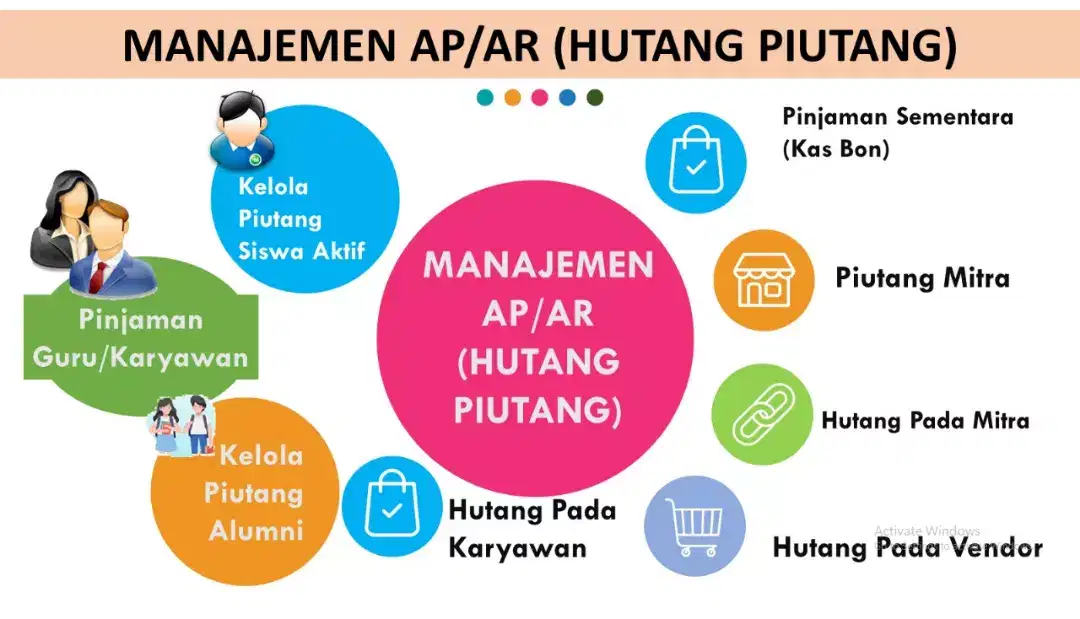 MANAJEMEN AP/AR (HUTANG PIUTANG)
Kelola
Piutang
Siswa Aktif
Pinjaman
Guru/Karyawan
Kelola
Piutang
Alumni
MANAJEMEN
AP/AR
(HUTANG
PIUTANG)
Hutang Pada
Karyawan
Pinjaman Sementara
(Kas Bon)
Piutang Mitra
Hutang Pada Mitra
Activate Windows
Hutang Pada Vendor